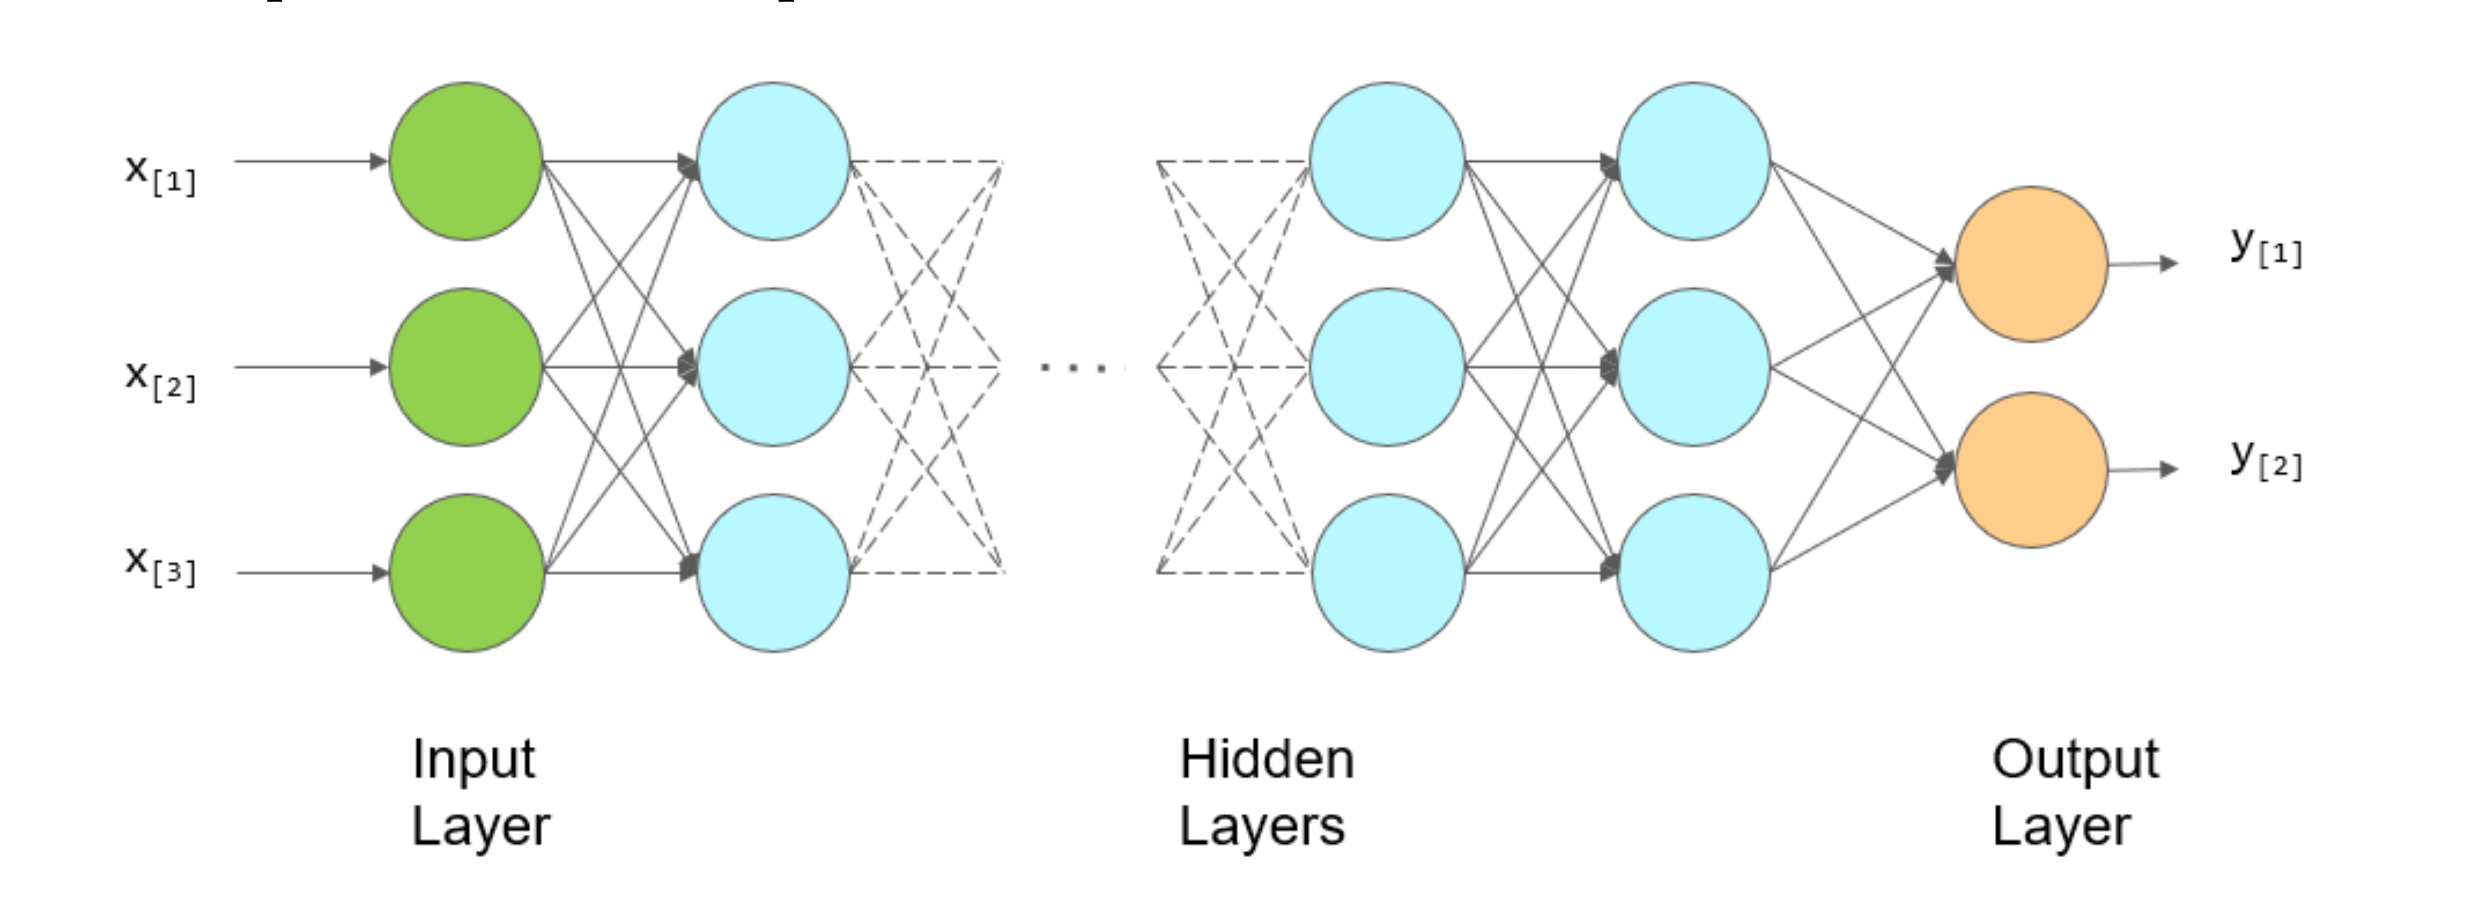 x[1]
x[2]
x[3]
y[1]
y[2]
Input
Layer
Hidden
Layers
Output
Layer